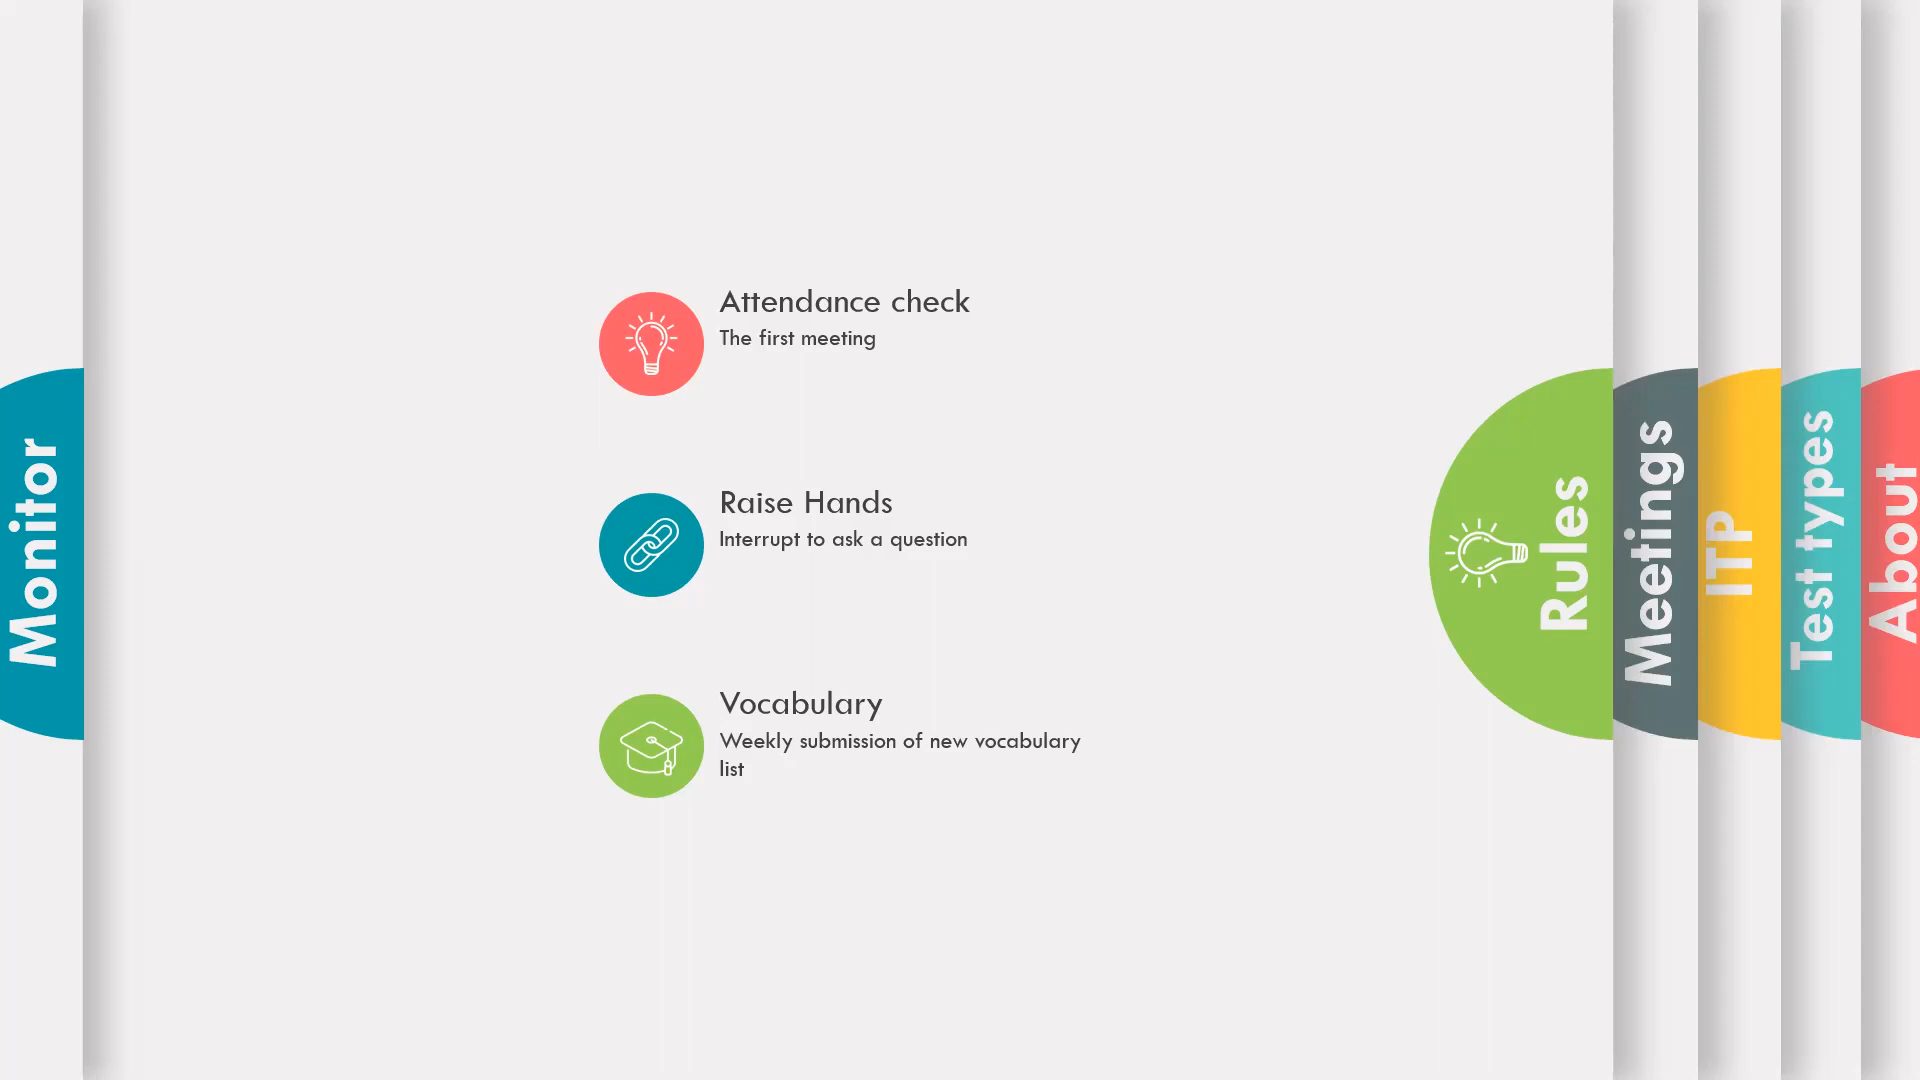 Monitor
Attendance check
The first meeting
Raise Hands
Interrupt to ask a question
Vocabulary
Weekly submission of new vocabulary
list
Rules
Meetings
ITP
Test types
About